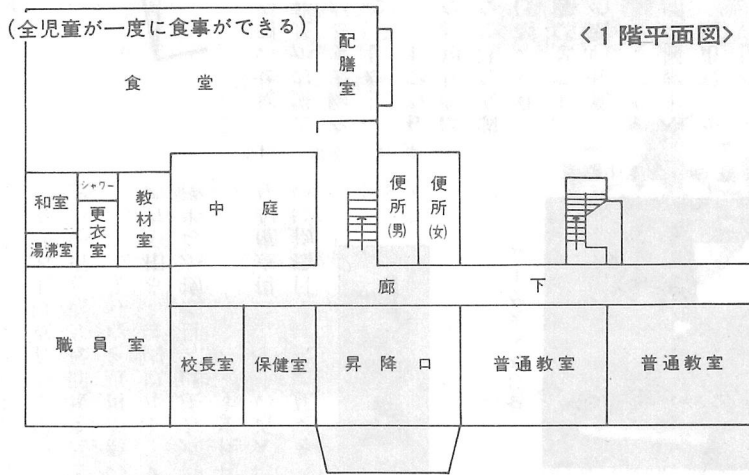 (全児童が一度に食事ができる)
〈1階平面図〉
食堂
配膳室
和室
シャワー
更衣室
教材室
湯沸室
中庭
便所(男)
便所(女)
廊下
職員室
校長室
保健室
昇降口
普通教室
普通教室